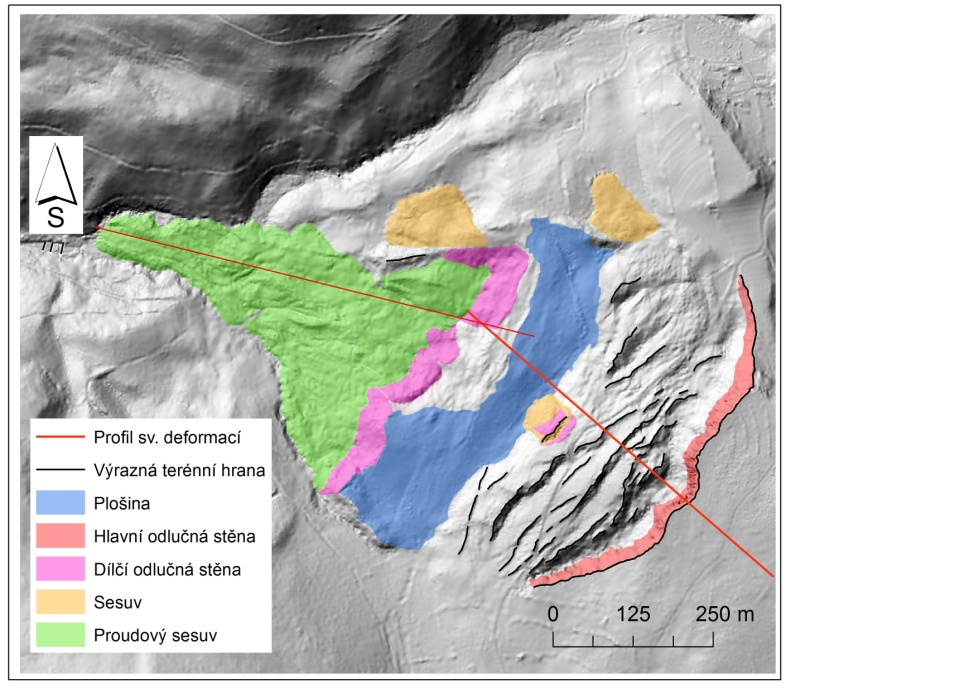 S
Profil sv. deformací
Výrazná terénní hrana
Plošina
Hlavní odlučná stěna
Dílčí odlučná stěna
Sesuv
Proudový sesuv
0 125 250 m